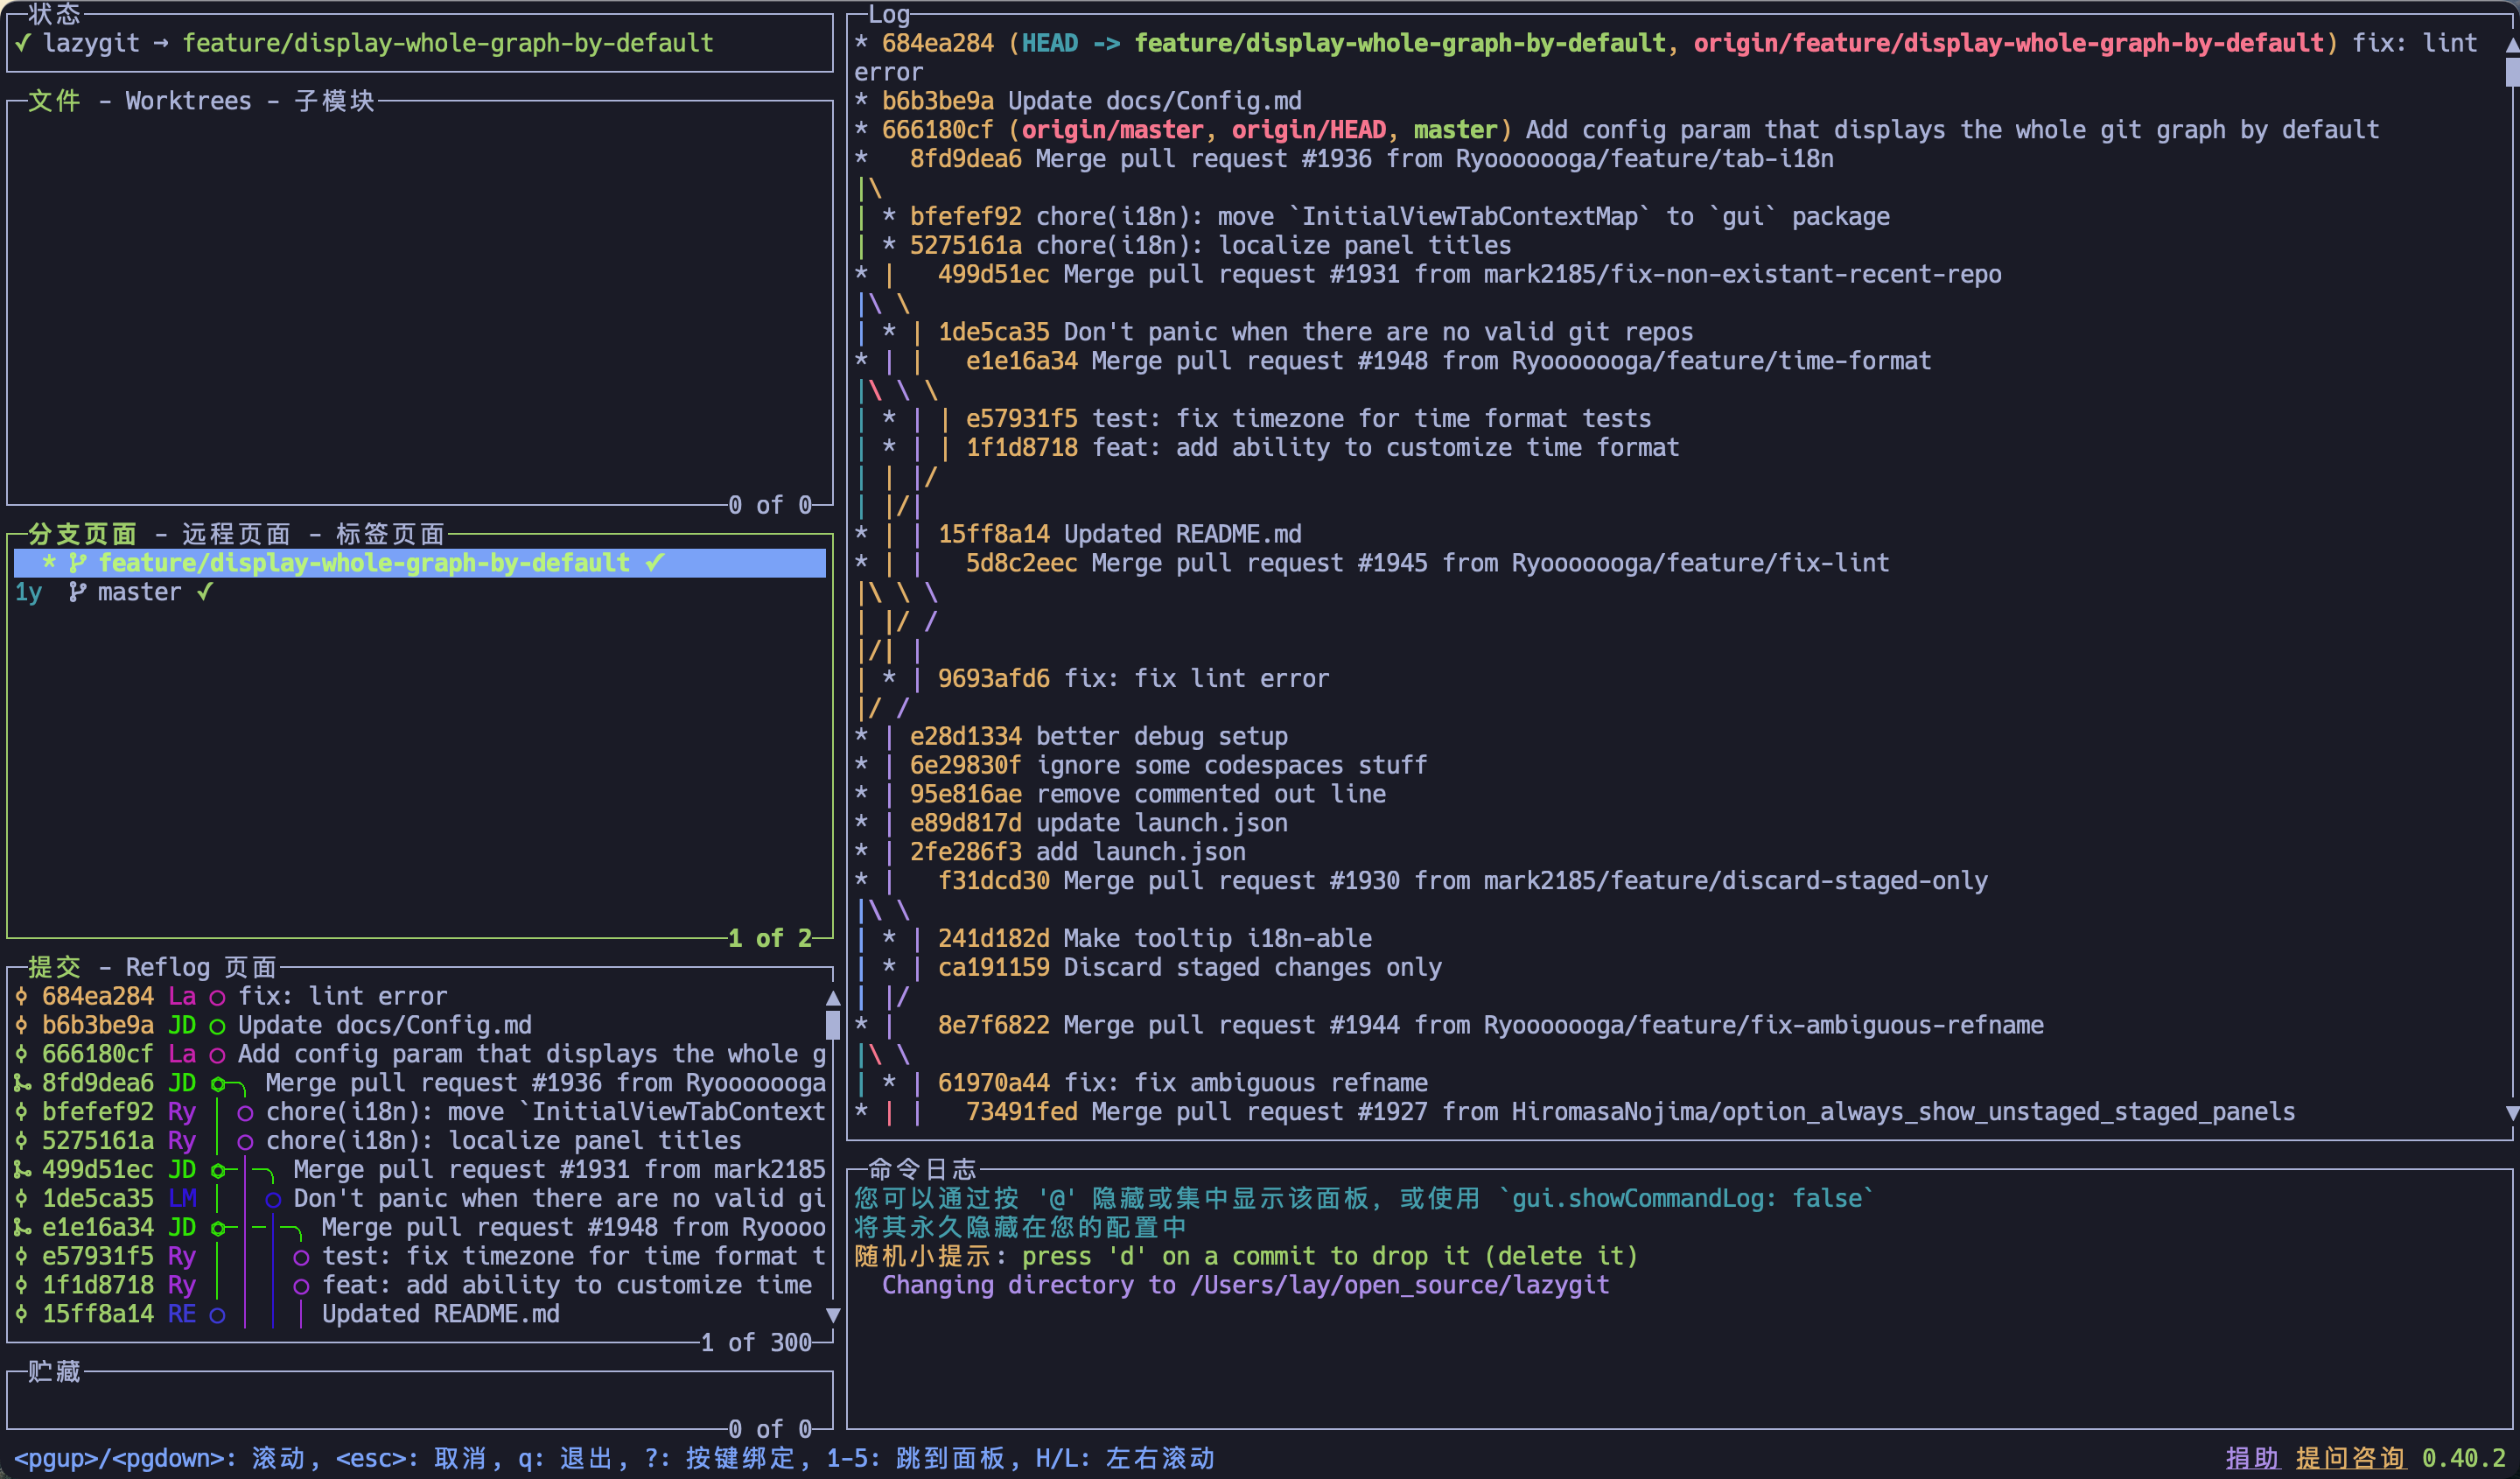 状态
✓ lazygit → feature/display-whole-graph-by-default
文件 - Worktrees - 子模块
0 of 0
分支页面 - 远程页面 - 标签页面
* feature/display-whole-graph-by-default ✓
1y master ✓
1 of 2
提交 - Reflog 页面
684ea284 La fix: lint error
b6b3be9a JD Update docs/Config.md
666180cf La Add config param that displays the whole g
8fd9dea6 JD Merge pull request #1936 from Ryooooooga
bfefef92 Ry chore(i18n): move `InitialViewTabContext
5275161a Ry chore(i18n): localize panel titles
499d51ec JD Merge pull request #1931 from mark2185
1de5ca35 LM Don't panic when there are no valid gi
e1e16a34 JD Merge pull request #1948 from Ryoooo
e57931f5 Ry test: fix timezone for time format t
1f1d8718 Ry feat: add ability to customize time
15ff8a14 RE Updated README.md
1 of 300
贮藏
0 of 0
Log
* 684ea284 (HEAD -> feature/display-whole-graph-by-default, origin/feature/display-whole-graph-by-default) fix: lint
error
* b6b3be9a Update docs/Config.md
* 666180cf (origin/master, origin/HEAD, master) Add config param that displays the whole git graph by default
* 8fd9dea6 Merge pull request #1936 from Ryooooooga/feature/tab-i18n
|\
| * bfefef92 chore(i18n): move `InitialViewTabContextMap` to `gui` package
| * 5275161a chore(i18n): localize panel titles
* | 499d51ec Merge pull request #1931 from mark2185/fix-non-existant-recent-repo
|\ \
| * | 1de5ca35 Don't panic when there are no valid git repos
* | | e1e16a34 Merge pull request #1948 from Ryooooooga/feature/time-format
|\ \ \
| * | | e57931f5 test: fix timezone for time format tests
| * | | 1f1d8718 feat: add ability to customize time format
| | |/
| |/|
* | | 15ff8a14 Updated README.md
* | | 5d8c2eec Merge pull request #1945 from Ryooooooga/feature/fix-lint
|\ \ \
| |/ /
|/| |
| * | 9693afd6 fix: fix lint error
|/ /
* | e28d1334 better debug setup
* | 6e29830f ignore some codespaces stuff
* | 95e816ae remove commented out line
* | e89d817d update launch.json
* | 2fe286f3 add launch.json
* | f31dcd30 Merge pull request #1930 from mark2185/feature/discard-staged-only
|\ \
| * | 241d182d Make tooltip i18n-able
| * | ca191159 Discard staged changes only
| |/
* | 8e7f6822 Merge pull request #1944 from Ryooooooga/feature/fix-ambiguous-refname
|\ \
| * | 61970a44 fix: fix ambiguous refname
* | | 73491fed Merge pull request #1927 from HiromasaNojima/option_always_show_unstaged_staged_panels
命令日志
您可以通过按 '@' 隐藏或集中显示该面板, 或使用 `gui.showCommandLog: false`
将其永久隐藏在您的配置中
随机小提示: press 'd' on a commit to drop it (delete it)
Changing directory to /Users/lay/open_source/lazygit
<pgup>/<pgdown>: 滚动, <esc>: 取消, q: 退出, ?: 按键绑定, 1-5: 跳到面板, H/L: 左右滚动
捐助 提问咨询 0.40.2